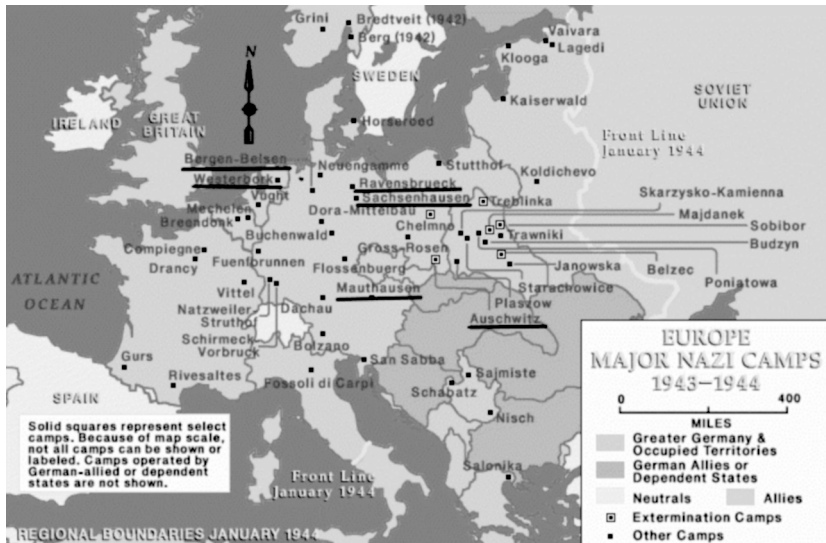 Grini
Bredtveit (1942)
Berg (1942)
Vaivara
Lagedi
Klooga
N
SWEDEN
SOVIET
UNION
Kaiserwald
IRELAND
GREAT
BRITAIN
Horseroed
Front Line
January 1944
Bergen-Belsen
Neuengamme
Stutthof
Koldichevo
Westerbork
Ravensbrueck
Skarzysko-Kamienna
Vught
Sachsenhausen
Treblinka
Majdanek
Mechelen
Dora-Mittelbau
Sobibor
Breendonk
Chelmno
Trawniki
Buchenwald
Budzyn
Compiegne
Gross-Rosen
Drancy
Fuenbrunnen
Flossenbuerg
Janowska
Belzec
ATLANTIC
OCEAN
Poniatowa
Vittel
Mauthausen
Starachowice
Natzweiler
Struthof
Dachau
Plaszow
Auschwitz
Schirmeck
Vorbruck
Bolzano
Gurs
San Sabba
Rivesaltes
Fossoli di Carpi
Sajmiste
Schabatz
SPAIN
Nisch
Salonika
Solid squares represent select
camps. Because of map scale,
not all camps can be shown or
labeled. Camps operated by
German-allied or dependent
states are not shown.
Front Line
January 1944
REGIONAL BOUNDARIES JANUARY 1944
EUROPE
MAJOR NAZI CAMPS
1943-1944
0 400
MILES
Greater Germany &
Occupied Territories
German Allies or
Dependent States
Neutrals Allies
Extermination Camps
Other Camps